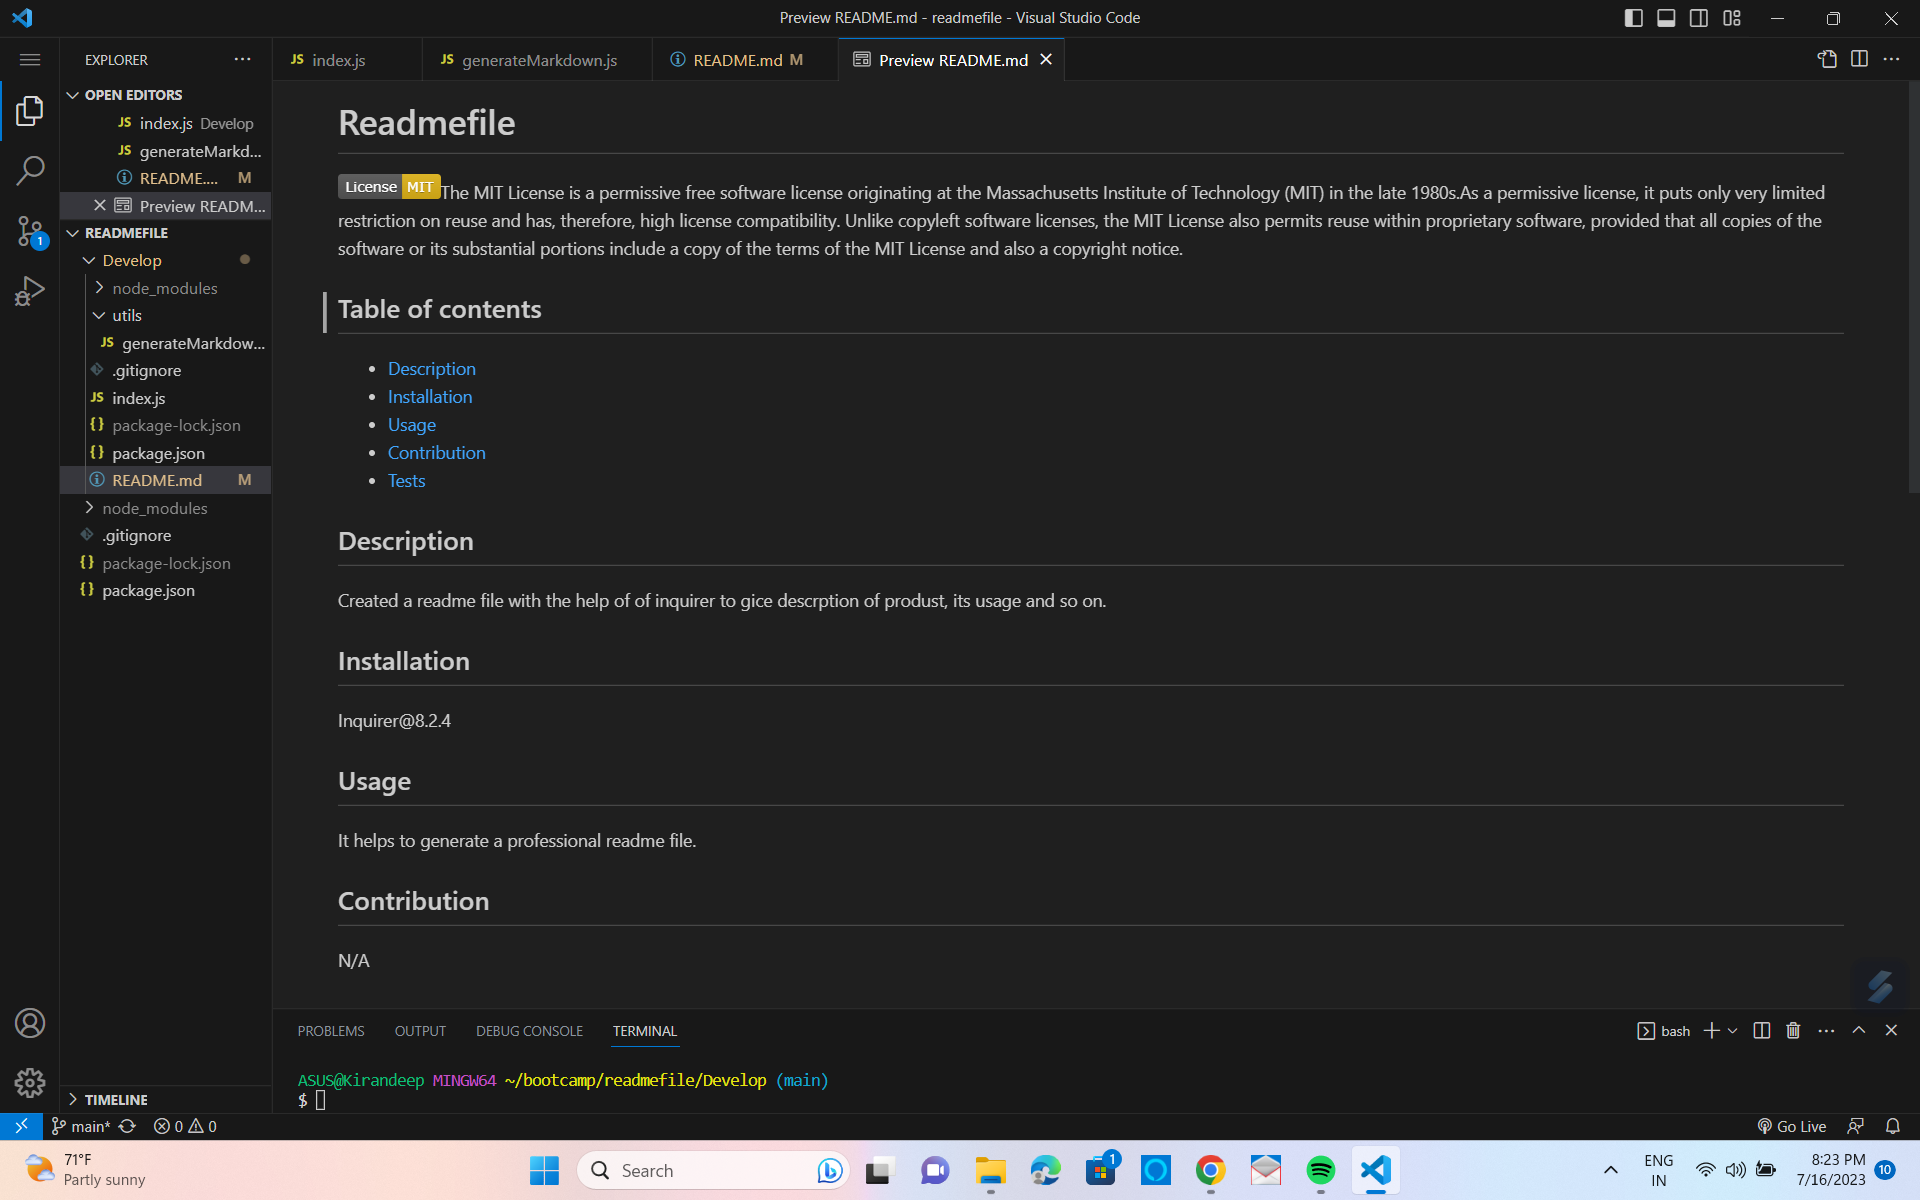 Preview README.md - readmefile - Visual Studio Code
EXPLORER
JS index.js
JS generateMarkdown.js
README.md M
Preview README.md
OPEN EDITORS
JS index.js Develop
JS generateMarkd...
README.... M
Preview READM...
READMEFILE
Develop
node_modules
utils
JS generateMarkdow...
.gitignore
JS index.js
{} package-lock.json
{} package.json
README.md M
node_modules
.gitignore
{} package-lock.json
{} package.json
TIMELINE
1
Readmefile
License MIT The MIT License is a permissive free software license originating at the Massachusetts Institute of Technology (MIT) in the late 1980s.As a permissive license, it puts only very limited
restriction on reuse and has, therefore, high license compatibility. Unlike copyleft software licenses, the MIT License also permits reuse within proprietary software, provided that all copies of the
software or its substantial portions include a copy of the terms of the MIT License and also a copyright notice.
Table of contents
• Description
• Installation
• Usage
• Contribution
• Tests
Description
Created a readme file with the help of of inquirer to gice descrption of produst, its usage and so on.
Installation
Inquirer@8.2.4
Usage
It helps to generate a professional readme file.
Contribution
N/A
PROBLEMS OUTPUT DEBUG CONSOLE TERMINAL
bash
ASUS@Kirandeep MINGW64 ~/bootcamp/readmefile/Develop (main)
$
main* 0 0
Go Live
71°F
Partly sunny
Search
1
ENG
IN
8:23 PM
7/16/2023
10